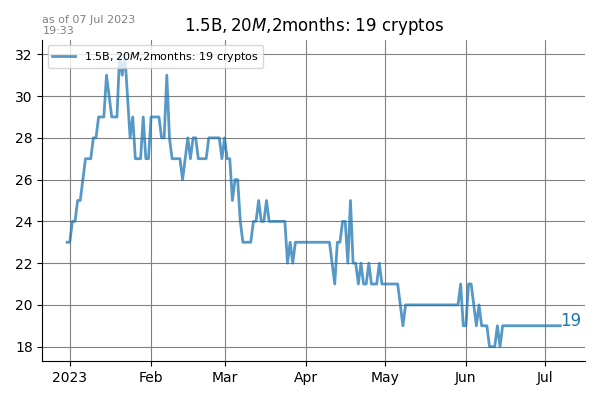 as of 07 Jul 2023
19:33
1.5B,20M,2months: 19 cryptos
1.5B,20M,2months: 19 cryptos
32
30
28
26
24
22
20
18
19
2023 Feb Mar Apr May Jun Jul